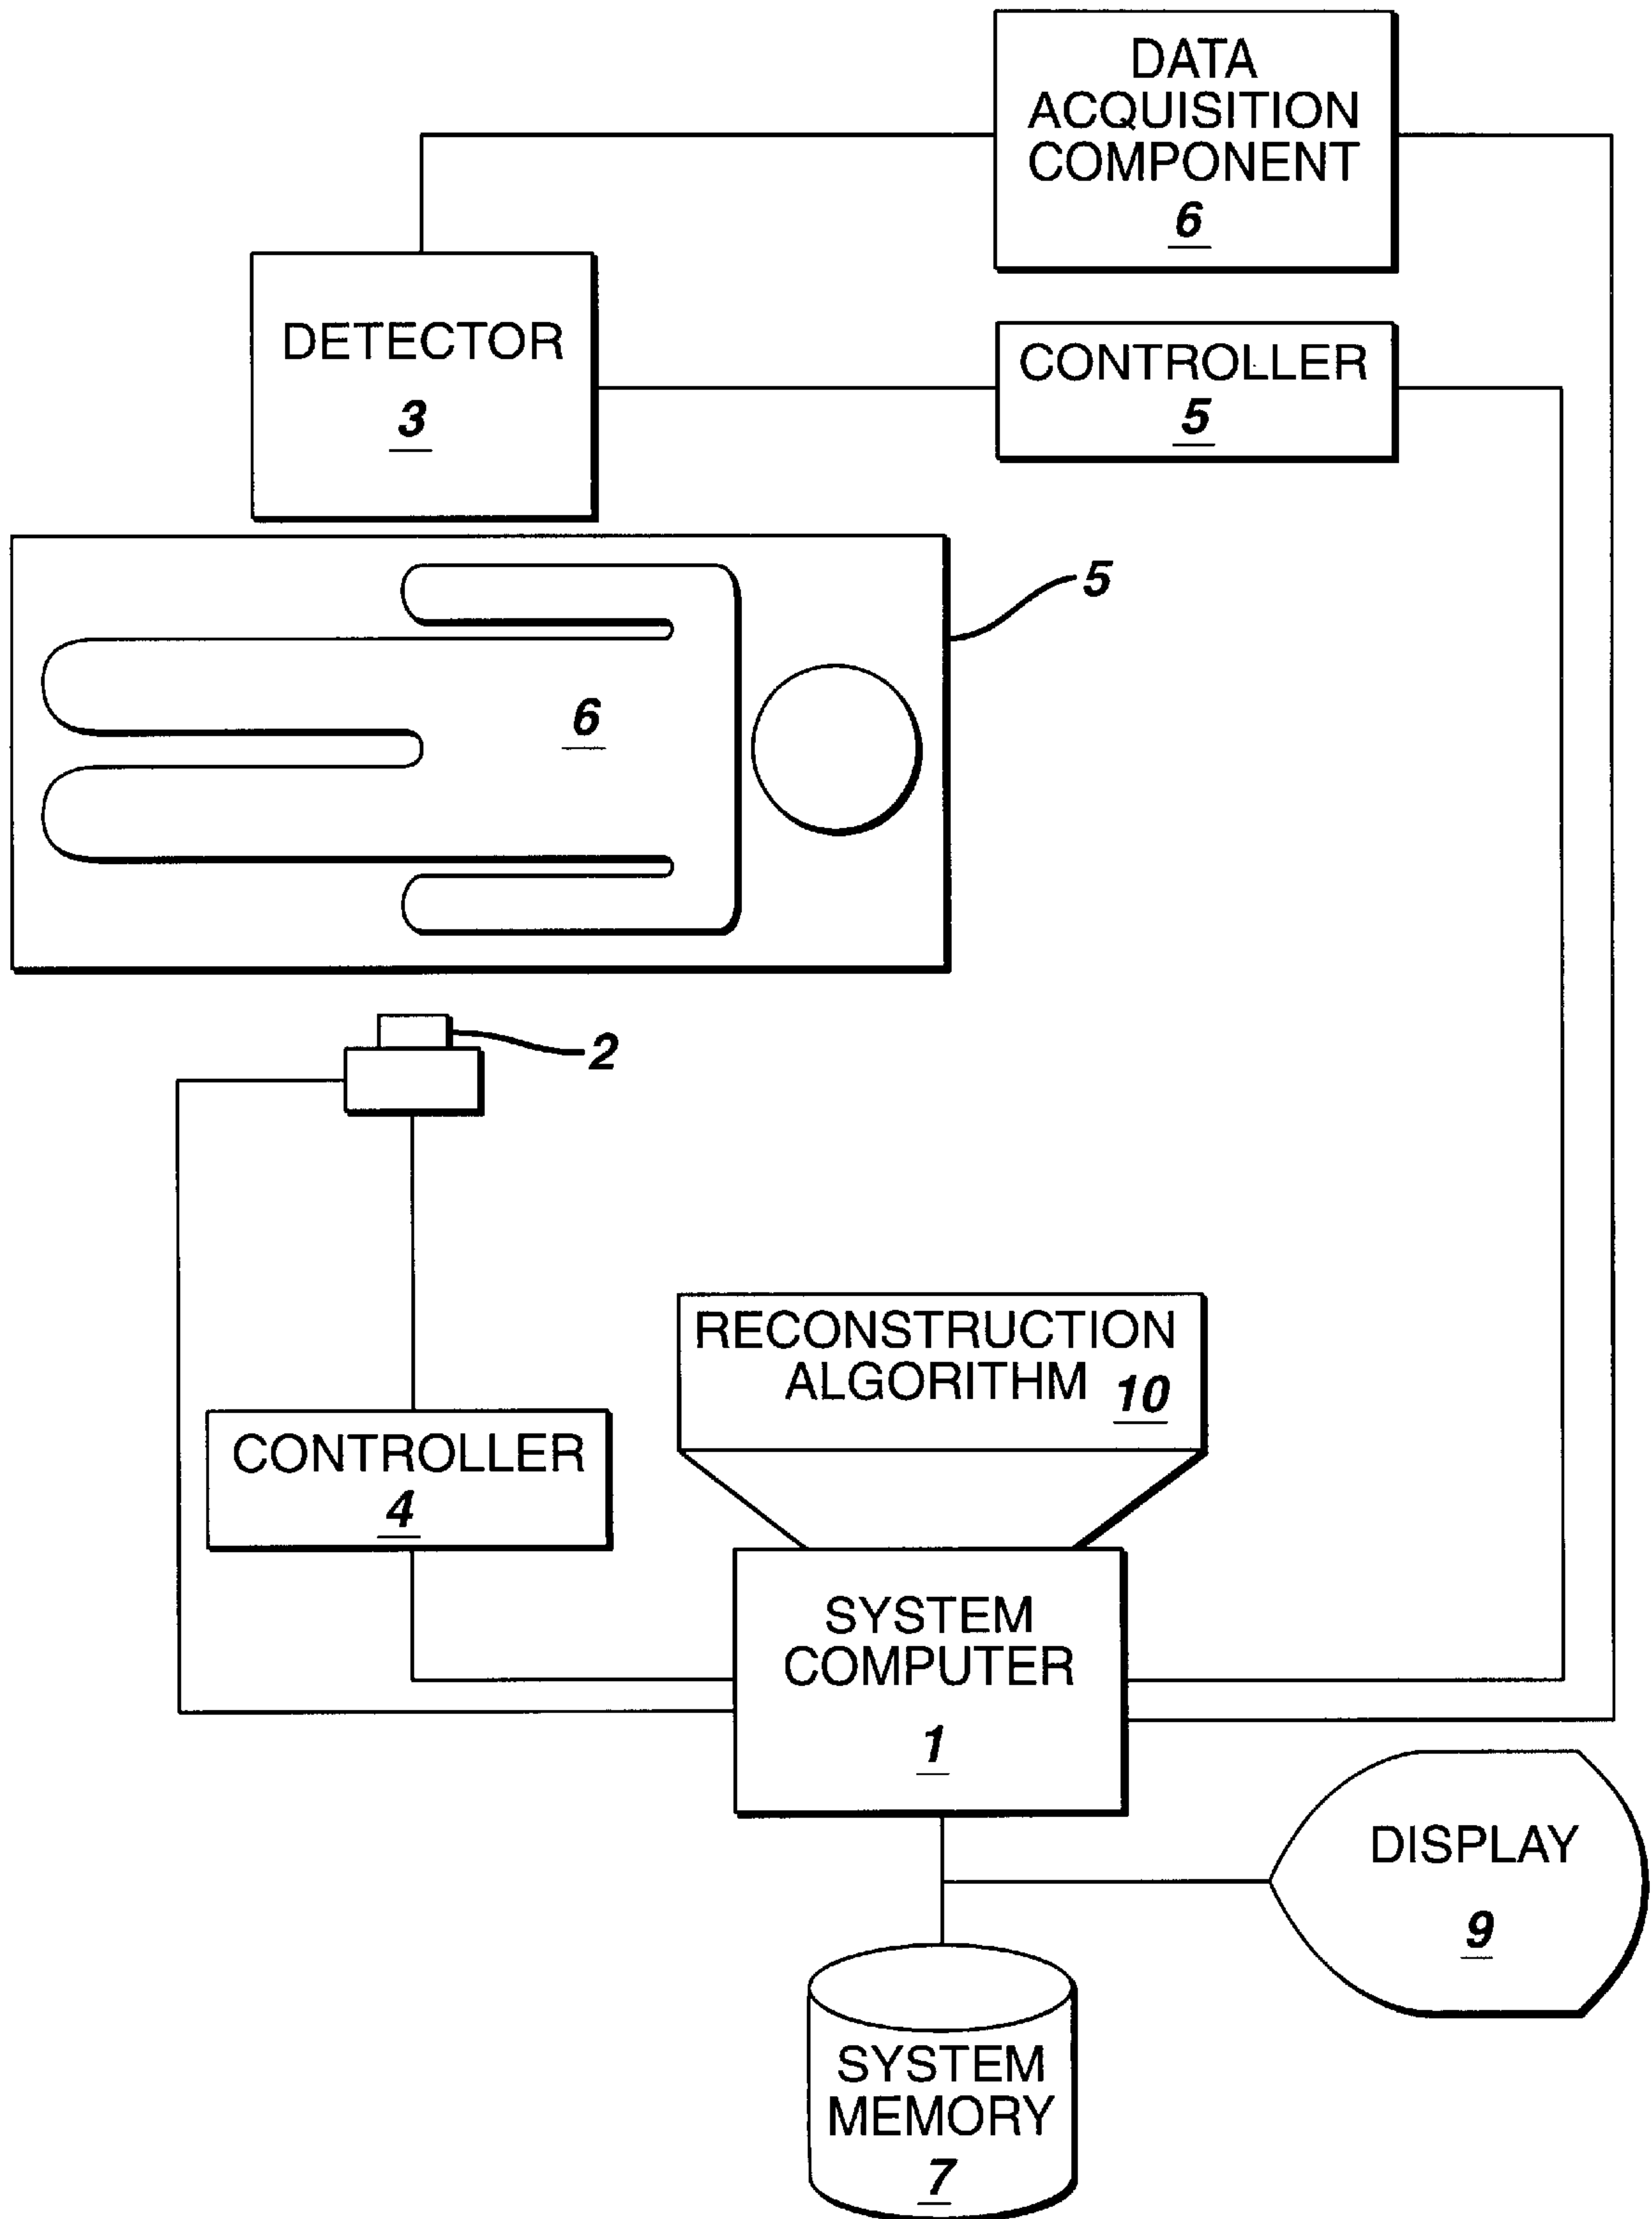 DATA
ACQUISITION
COMPONENT
6
DETECTOR
3
CONTROLLER
5
5
6
2
RECONSTRUCTION
ALGORITHM 10
CONTROLLER
4
SYSTEM
COMPUTER
1
DISPLAY
9
SYSTEM
MEMORY
7